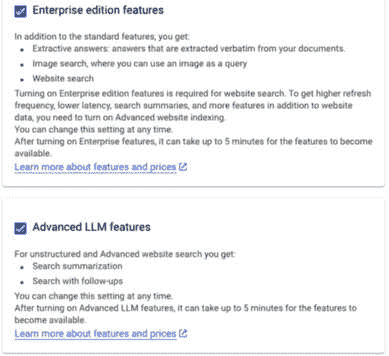 Enterprise edition features
In addition to the standard features, you get:
Extractive answers: answers that are extracted verbatim from your documents.
Image search, where you can use an image as a query
Website search
Turning on Enterprise edition features is required for website search. To get higher refresh
frequency, lower latency, search summaries, and more features in addition to website
data, you need to turn on Advanced website indexing.
You can change this setting at any time.
After turning on Enterprise features, it can take up to 5 minutes for the features to become
available.
Learn more about features and prices
Advanced LLM features
For unstructured and Advanced website search you get:
Search summarization
Search with follow-ups
You can change this setting at any time.
After turning on Advanced LLM features, it can take up to 5 minutes for the features to
become available.
Learn more about features and prices